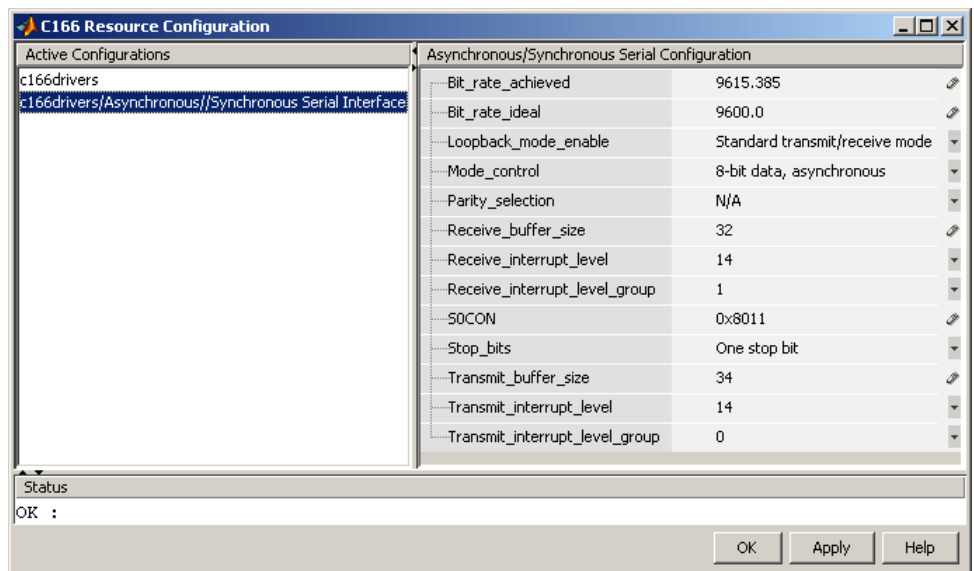 C166 Resource Configuration
Active Configurations
c166drivers
c166drivers/Asynchronous//Synchronous Serial Interface
Asynchronous/Synchronous Serial Configuration
Bit_rate_achieved 9615.385
Bit_rate_ideal 9600.0
Loopback_mode_enable Standard transmit/receive mode
Mode_control 8-bit data, asynchronous
Parity_selection N/A
Receive_buffer_size 32
Receive_interrupt_level 14
Receive_interrupt_level_group 1
S0CON 0x8011
Stop_bits One stop bit
Transmit_buffer_size 34
Transmit_interrupt_level 14
Transmit_interrupt_level_group 0
Status
OK :
OK Apply Help